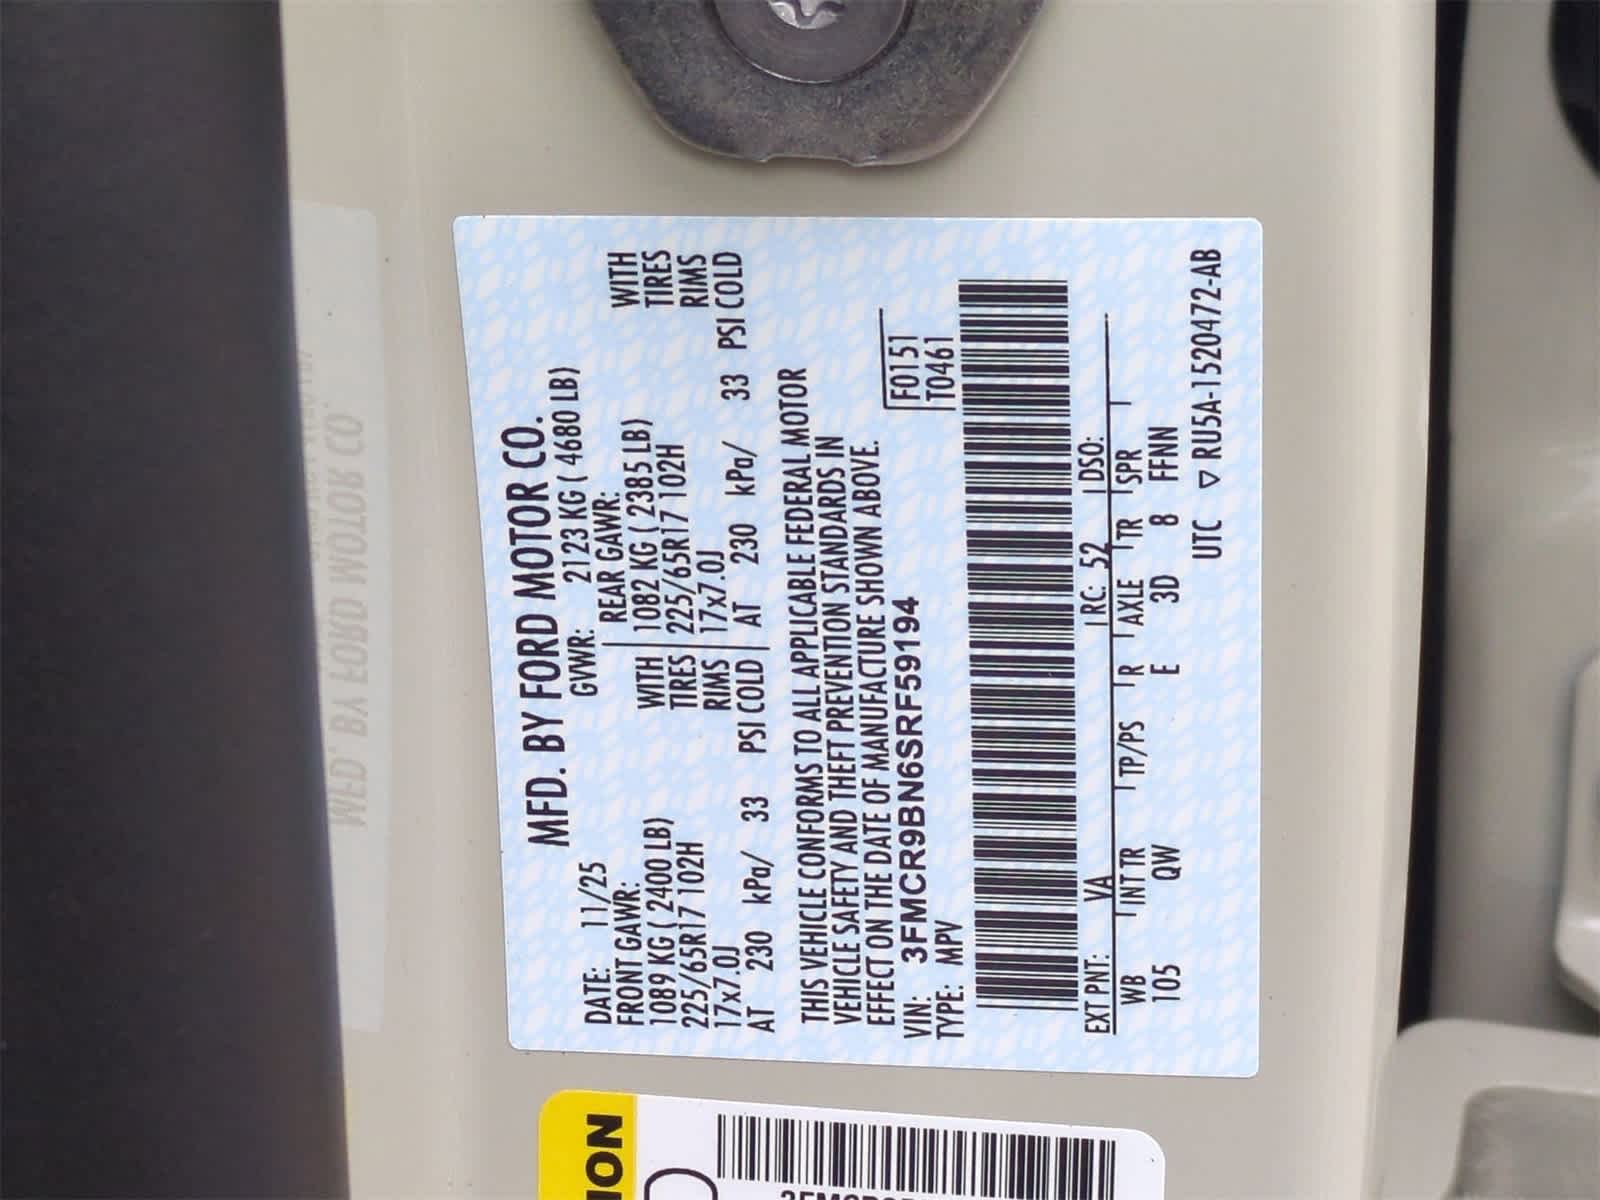 MFD. BY FORD MOTOR CO.
DATE: 11/25
GVWR: 2123 KG ( 4680 LB)
FRONT GAWR:
REAR GAWR:
1089 KG ( 2400 LB)
WITH
1082 KG ( 2385 LB)
WITH
225/65R17 102H
TIRES
225/65R17 102H
TIRES
17x7.0J
RIMS
17x7.0J
RIMS
AT 230 kPa/ 33 PSI COLD
AT 230 kPa/ 33 PSI COLD
THIS VEHICLE CONFORMS TO ALL APPLICABLE FEDERAL MOTOR
VEHICLE SAFETY AND THEFT PREVENTION STANDARDS IN
EFFECT ON THE DATE OF MANUFACTURE SHOWN ABOVE.
VIN: 3FMCR9BN6SRF59194
F0151
TYPE: MPV
T0461
EXT PNT: VA RC: 52 DSO:
WB INT TR TP/PS R AXLE TR SPR
105 QW E 3D 8 FFNN
UTC ▽ RU5A-1520472-AB
MFD. BY FORD MOTOR CO.